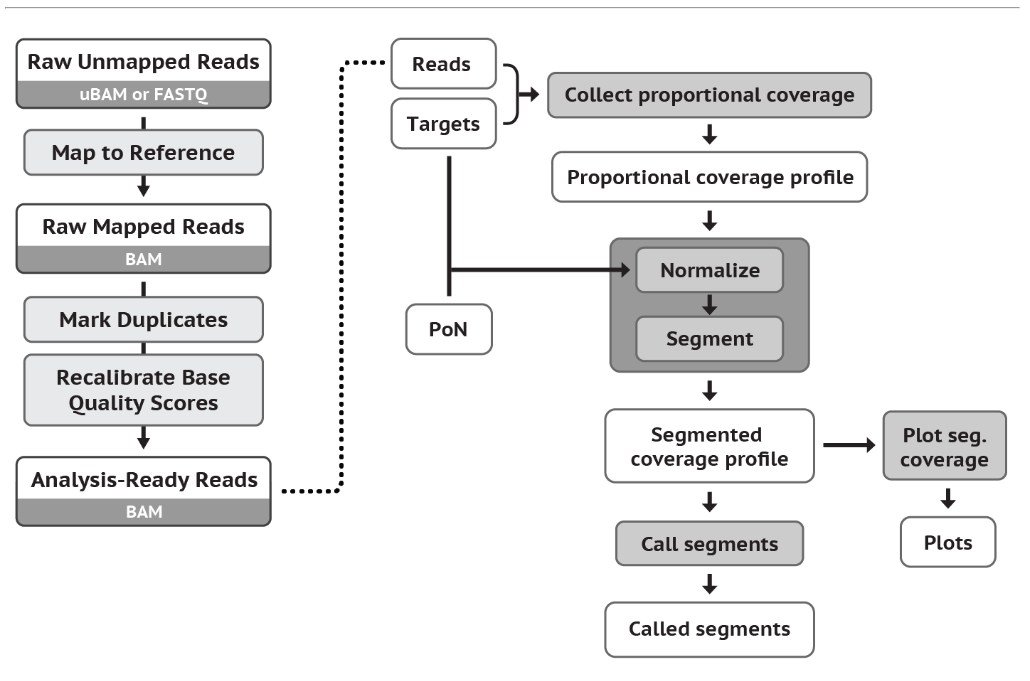 Raw Unmapped Reads
uBAM or FASTQ
Map to Reference
Raw Mapped Reads
BAM
Mark Duplicates
Recalibrate Base
Quality Scores
Analysis-Ready Reads
BAM
Reads
Targets
PoN
Collect proportional coverage
Proportional coverage profile
Normalize
Segment
Segmented
coverage profile
Plot seg.
coverage
Plots
Call segments
Called segments